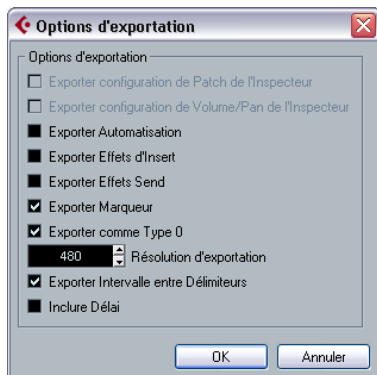 Options d'exportation
Options d'exportation
Exporter configuration de Patch de l'Inspecteur
Exporter configuration de Volume/Pan de l'Inspecteur
Exporter Automatisation
Exporter Effets d'Insert
Exporter Effets Send
Exporter Marqueur
Exporter comme Type 0
480 Résolution d'exportation
Exporter Intervalle entre Délimiteurs
Inclure Délai
OK Annuler